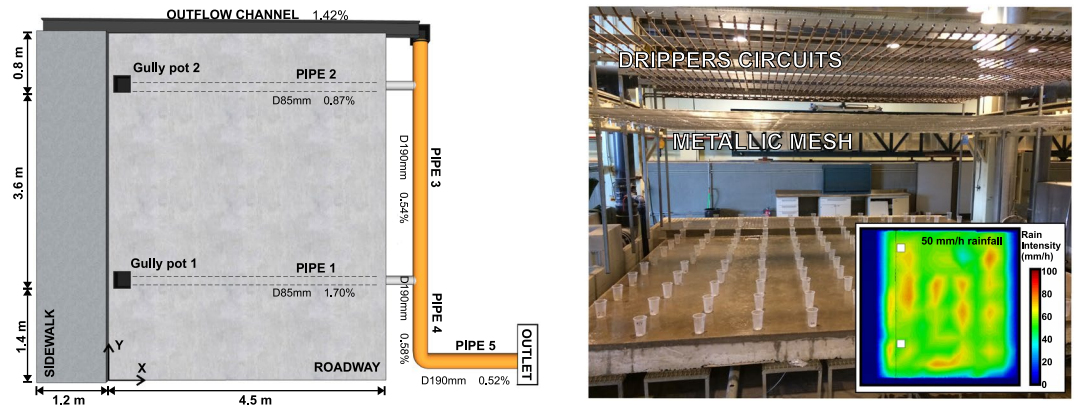 OUTFLOW CHANNEL 1.42%
0.8 m
Gully pot 2
PIPE 2
D85mm 0.87%
3.6 m
D190mm 0.54%
PIPE 3
Gully pot 1
PIPE 1
D85mm 1.70%
1.4 m
D190mm 0.58%
PIPE 4
SIDEWALK
Y
X
ROADWAY
PIPE 5
D190mm 0.52%
OUTLET
1.2 m
4.5 m
DRIPPERS CIRCUITS
METALLIC MESH
50 mm/h rainfall
Rain
Intensity
(mm/h)
100
80
60
40
20
0